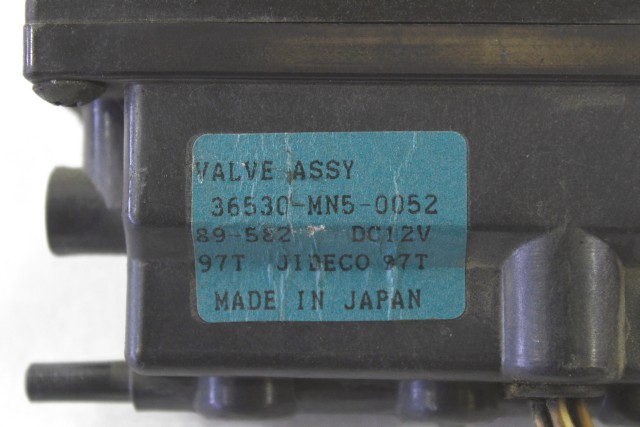 VALVE ASSY
36530-MN5-0052
89-582 DC12V
97T JIDECO 97T
MADE IN JAPAN